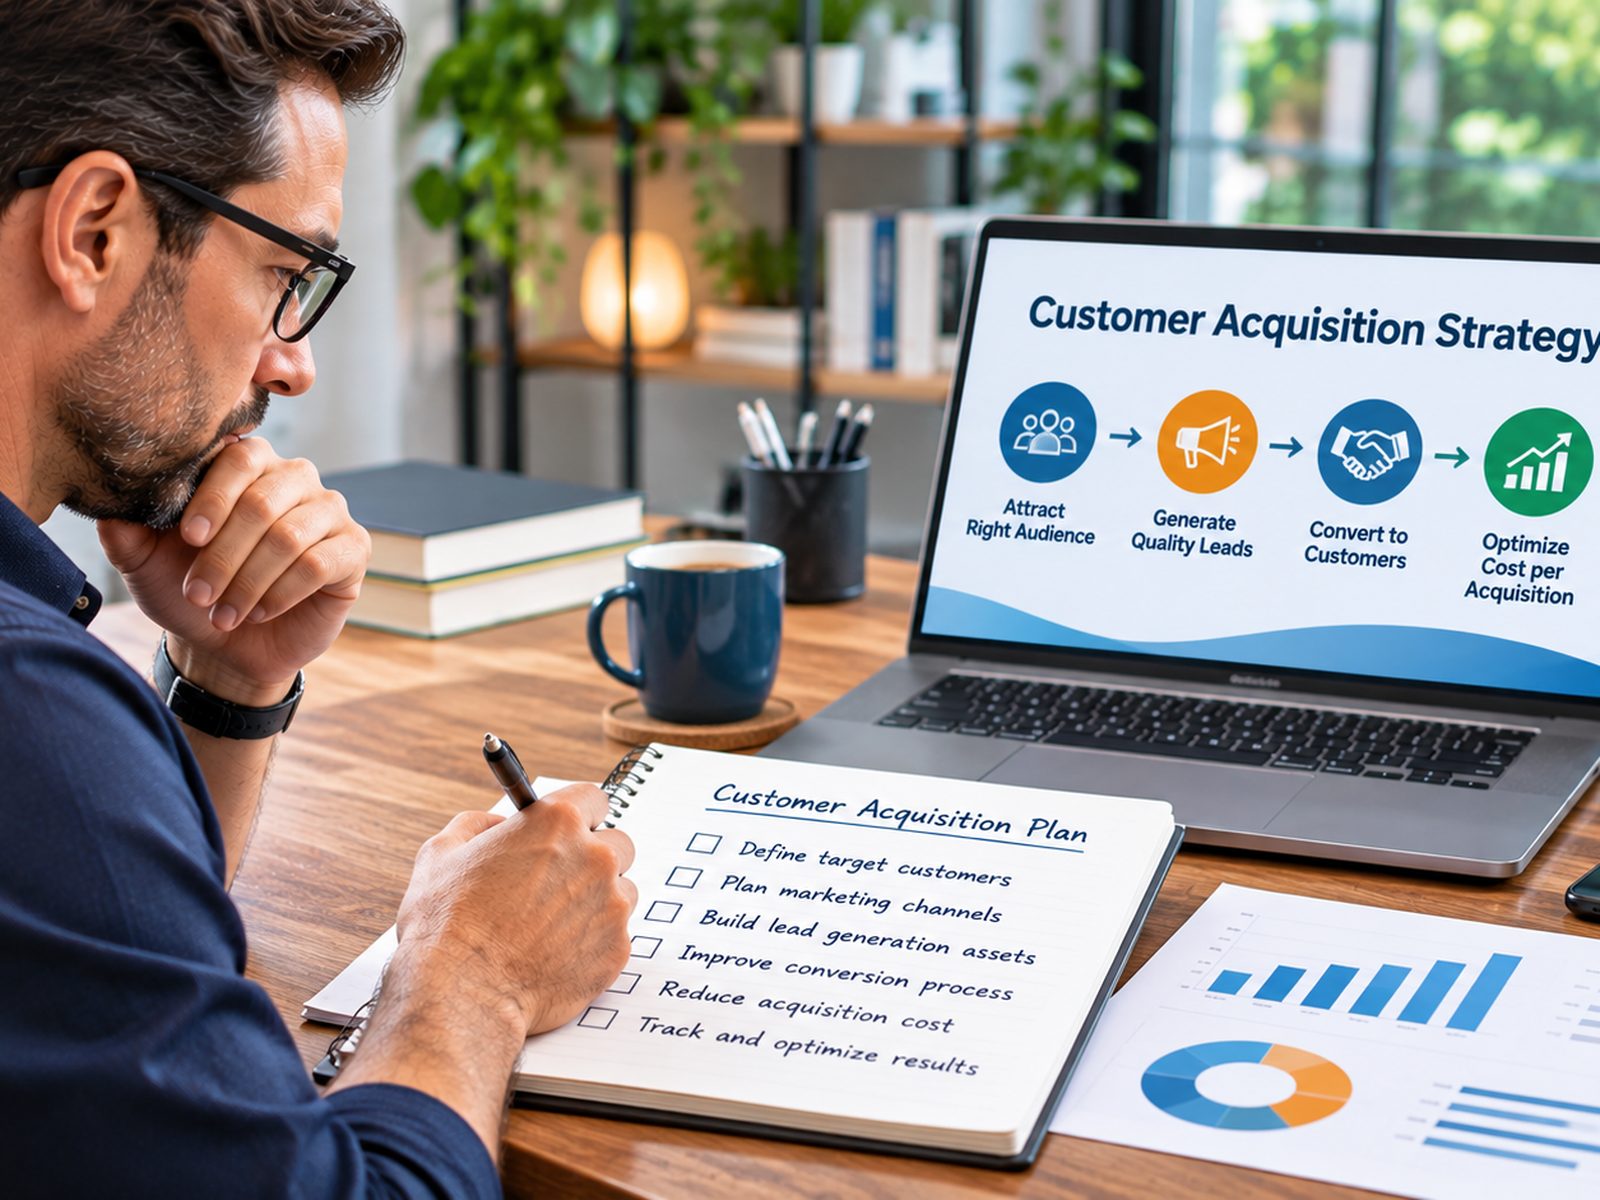 Customer Acquisition Strategy
Attract
Right Audience
Generate
Quality Leads
Convert to
Customers
Optimize
Cost per
Acquisition
Customer Acquisition Plan
Define target customers
Plan marketing channels
Build lead generation assets
Improve conversion process
Reduce acquisition cost
Track and optimize results